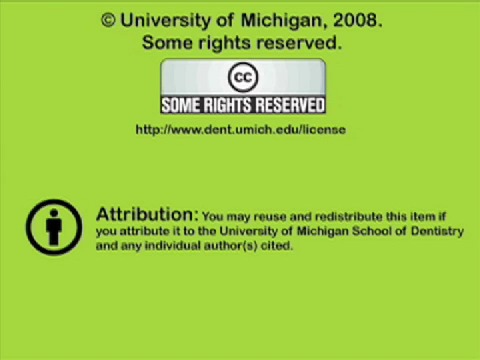 © University of Michigan, 2008.
Some rights reserved.
cc
SOME RIGHTS RESERVED
http://www.dent.umich.edu/license
Attribution: You may reuse and redistribute this item if
you attribute it to the University of Michigan School of Dentistry
and any individual author(s) cited.